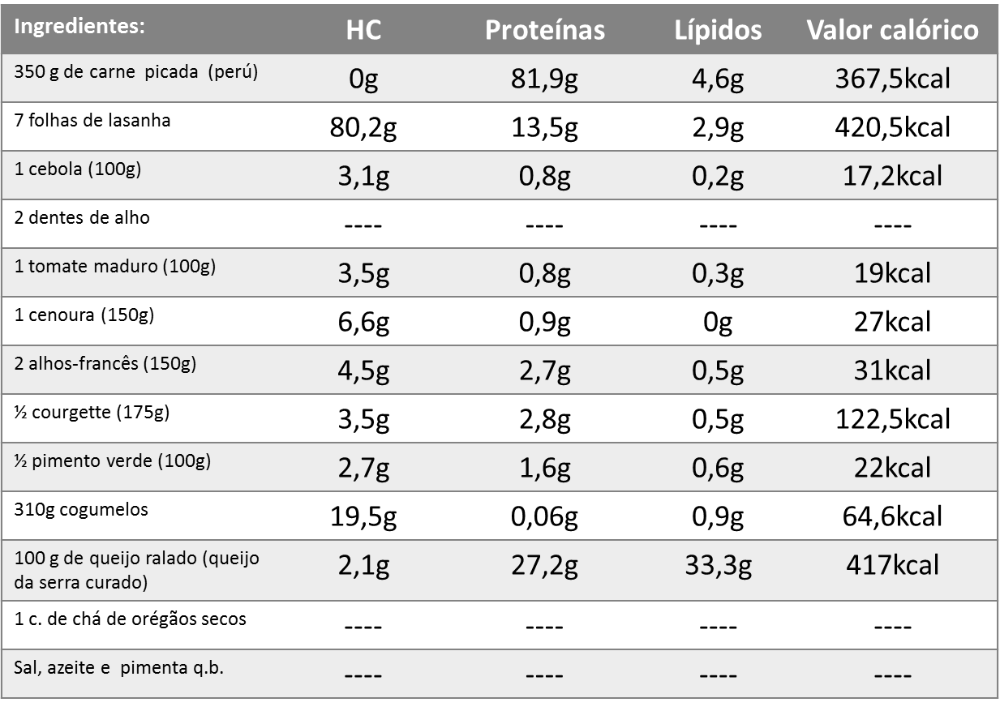 Ingredientes: HC Proteínas Lípidos Valor calórico
350 g de carne picada (perú) 0g 81,9g 4,6g 367,5kcal
7 folhas de lasanha 80,2g 13,5g 2,9g 420,5kcal
1 cebola (100g) 3,1g 0,8g 0,2g 17,2kcal
2 dentes de alho ---- ---- ---- ----
1 tomate maduro (100g) 3,5g 0,8g 0,3g 19kcal
1 cenoura (150g) 6,6g 0,9g 0g 27kcal
2 alhos-francês (150g) 4,5g 2,7g 0,5g 31kcal
½ courgette (175g) 3,5g 2,8g 0,5g 122,5kcal
½ pimento verde (100g) 2,7g 1,6g 0,6g 22kcal
310g cogumelos 19,5g 0,06g 0,9g 64,6kcal
100 g de queijo ralado (queijo
da serra curado) 2,1g 27,2g 33,3g 417kcal
1 c. de chá de orégãos secos ---- ---- ---- ----
Sal, azeite e pimenta q.b. ---- ---- ---- ----